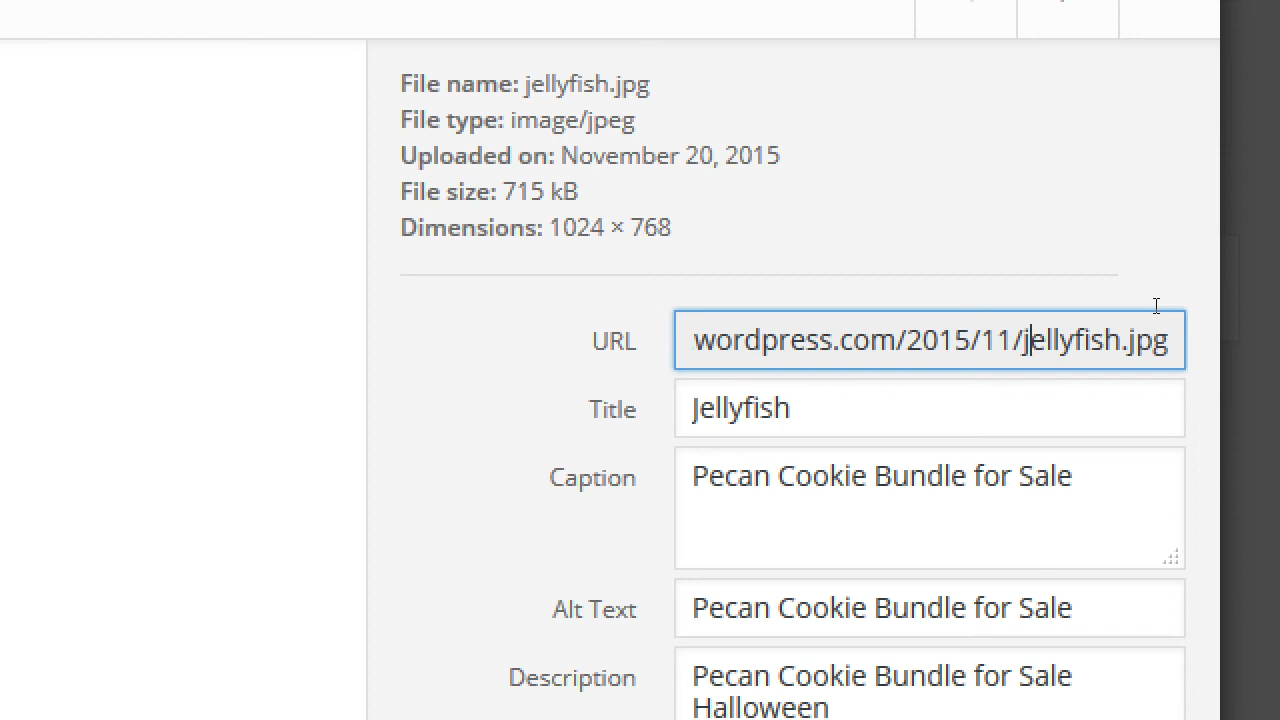 File name: jellyfish.jpg
File type: image/jpeg
Uploaded on: November 20, 2015
File size: 715 kB
Dimensions: 1024 × 768
URL wordpress.com/2015/11/jellyfish.jpg
Title Jellyfish
Caption Pecan Cookie Bundle for Sale
Alt Text Pecan Cookie Bundle for Sale
Description Pecan Cookie Bundle for Sale
Halloween